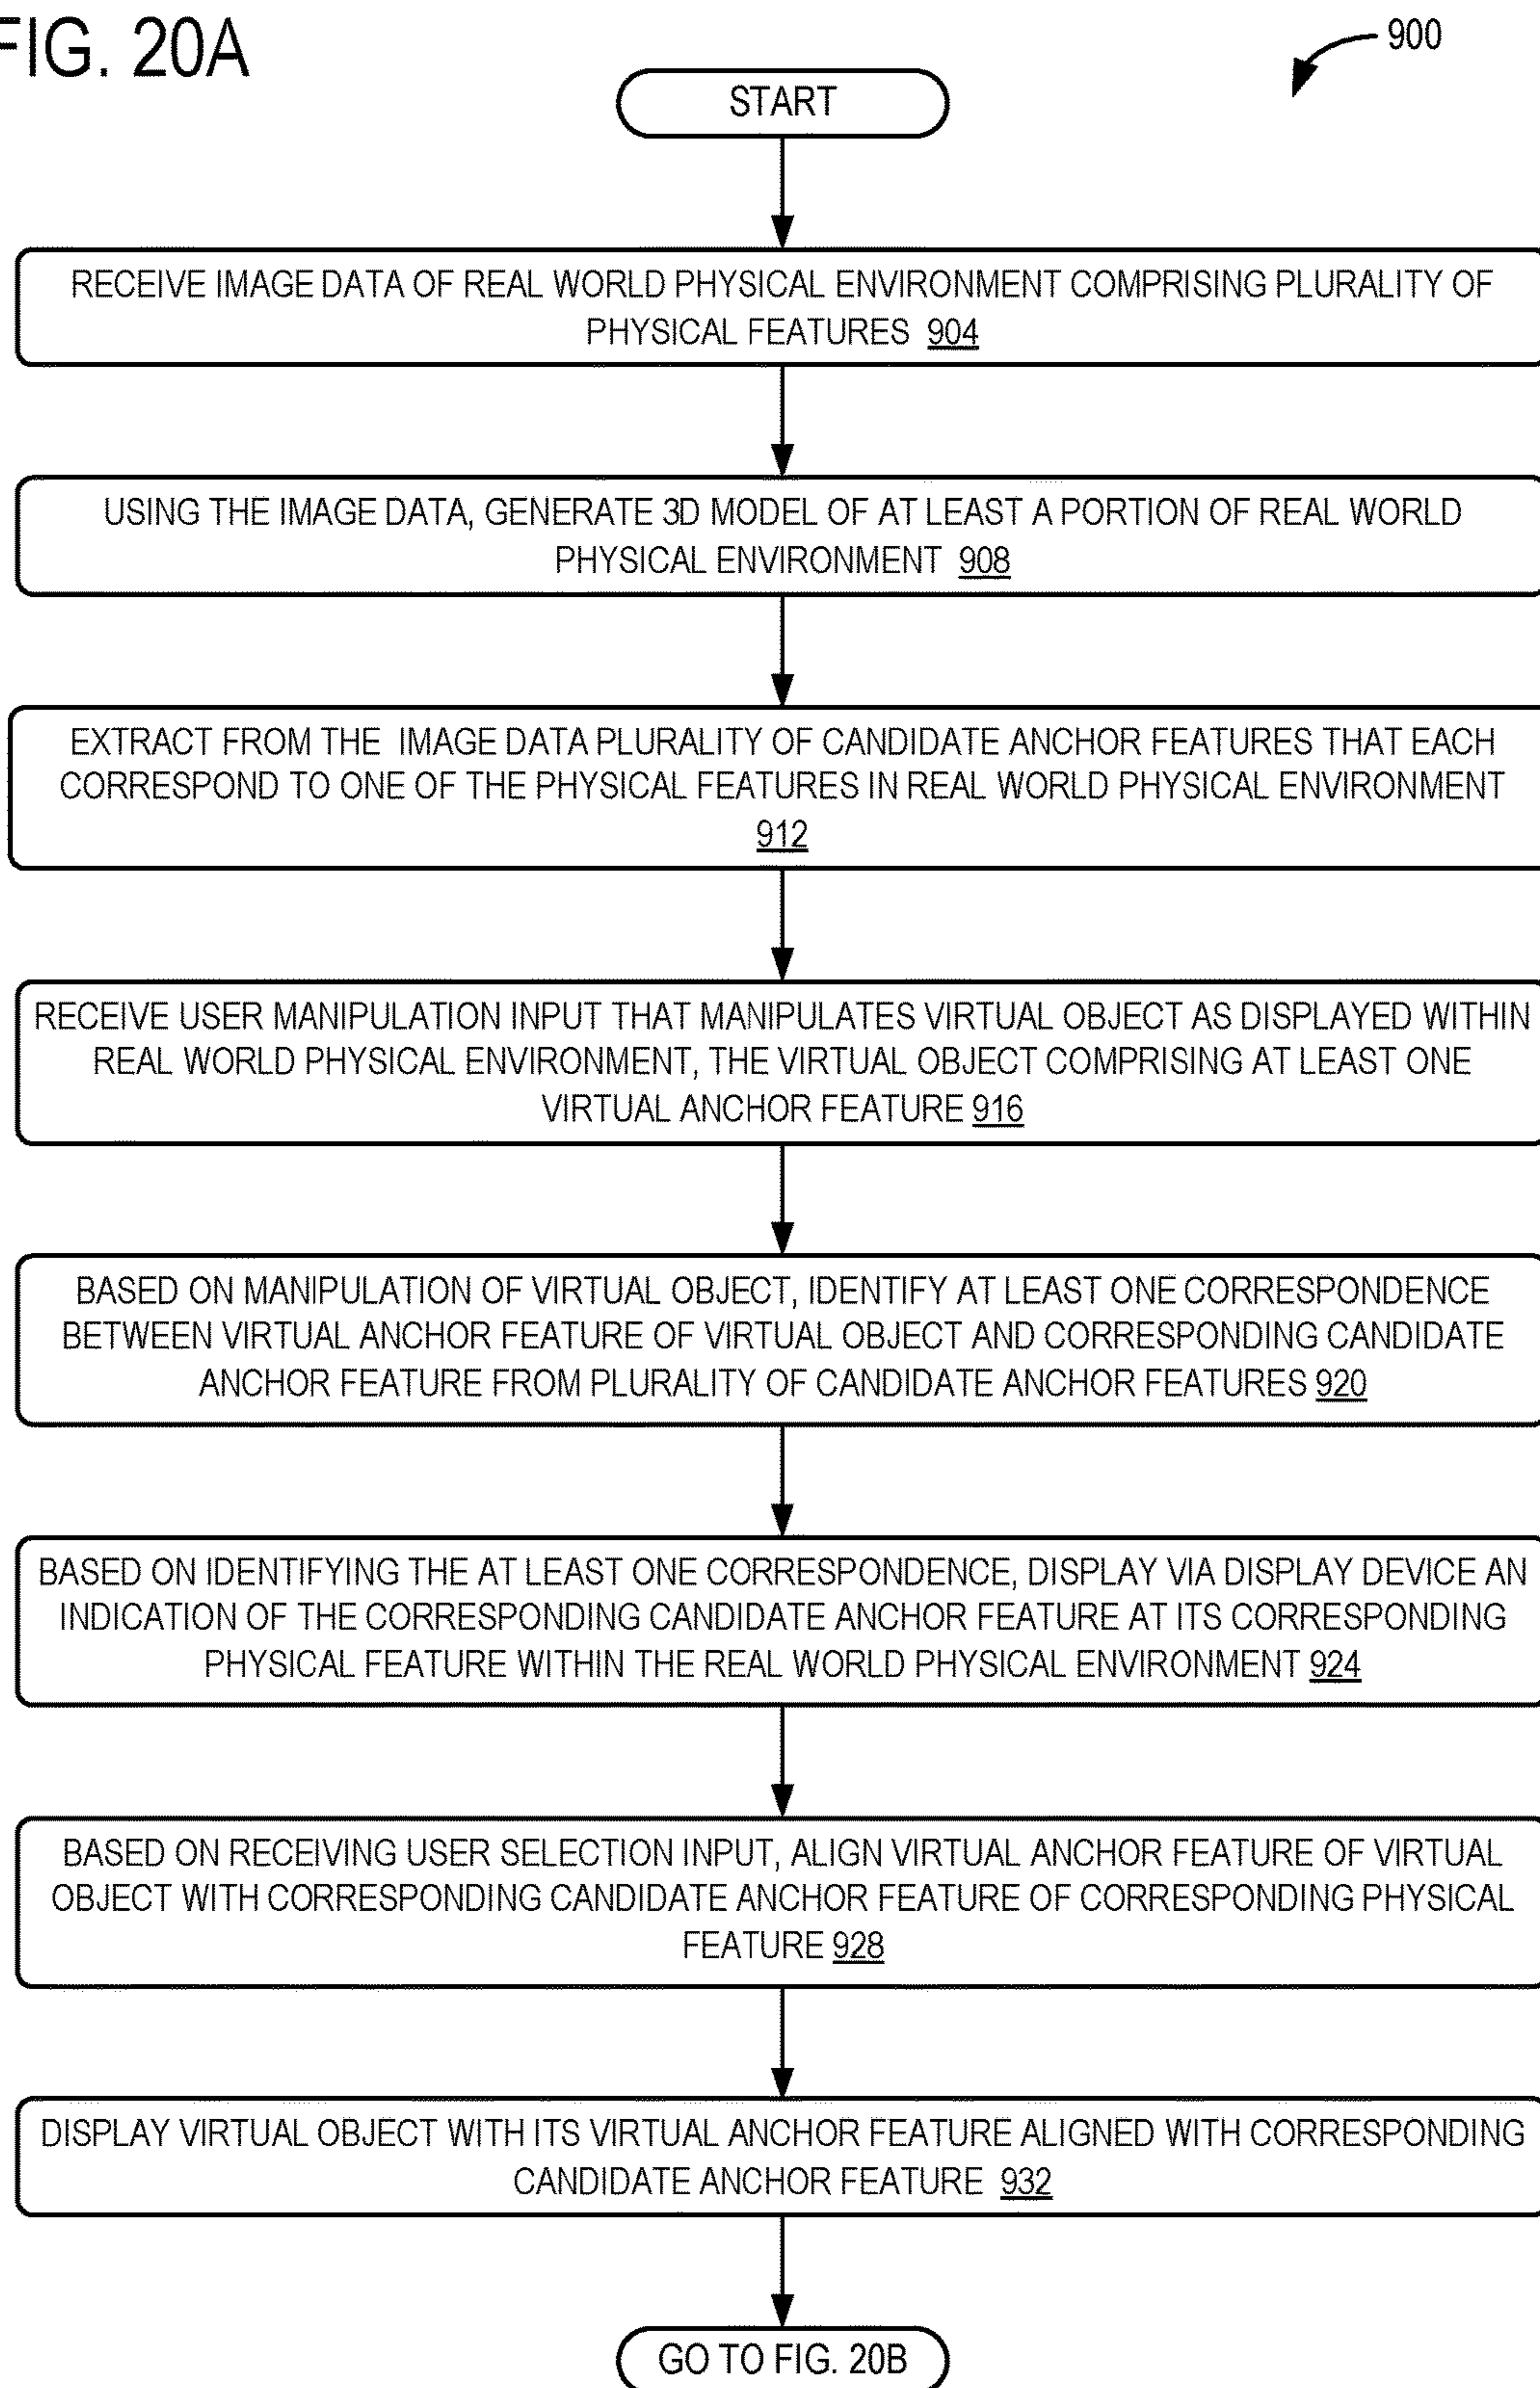 FIG. 20A
900
START
RECEIVE IMAGE DATA OF REAL WORLD PHYSICAL ENVIRONMENT COMPRISING PLURALITY OF
PHYSICAL FEATURES 904
USING THE IMAGE DATA, GENERATE 3D MODEL OF AT LEAST A PORTION OF REAL WORLD
PHYSICAL ENVIRONMENT 908
EXTRACT FROM THE IMAGE DATA PLURALITY OF CANDIDATE ANCHOR FEATURES THAT EACH
CORRESPOND TO ONE OF THE PHYSICAL FEATURES IN REAL WORLD PHYSICAL ENVIRONMENT
912
RECEIVE USER MANIPULATION INPUT THAT MANIPULATES VIRTUAL OBJECT AS DISPLAYED WITHIN
REAL WORLD PHYSICAL ENVIRONMENT, THE VIRTUAL OBJECT COMPRISING AT LEAST ONE
VIRTUAL ANCHOR FEATURE 916
BASED ON MANIPULATION OF VIRTUAL OBJECT, IDENTIFY AT LEAST ONE CORRESPONDENCE
BETWEEN VIRTUAL ANCHOR FEATURE OF VIRTUAL OBJECT AND CORRESPONDING CANDIDATE
ANCHOR FEATURE FROM PLURALITY OF CANDIDATE ANCHOR FEATURES 920
BASED ON IDENTIFYING THE AT LEAST ONE CORRESPONDENCE, DISPLAY VIA DISPLAY DEVICE AN
INDICATION OF THE CORRESPONDING CANDIDATE ANCHOR FEATURE AT ITS CORRESPONDING
PHYSICAL FEATURE WITHIN THE REAL WORLD PHYSICAL ENVIRONMENT 924
BASED ON RECEIVING USER SELECTION INPUT, ALIGN VIRTUAL ANCHOR FEATURE OF VIRTUAL
OBJECT WITH CORRESPONDING CANDIDATE ANCHOR FEATURE OF CORRESPONDING PHYSICAL
FEATURE 928
DISPLAY VIRTUAL OBJECT WITH ITS VIRTUAL ANCHOR FEATURE ALIGNED WITH CORRESPONDING
CANDIDATE ANCHOR FEATURE 932
GO TO FIG. 20B